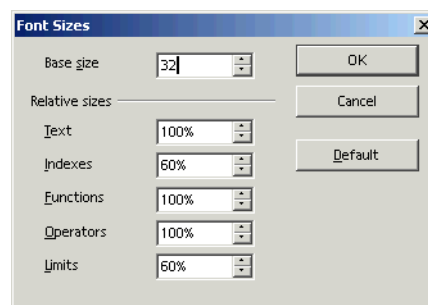 Font Sizes
Base size 32 OK
Relative sizes Cancel
Text 100%
Default
Indexes 60%
Functions 100%
Operators 100%
Limits 60%